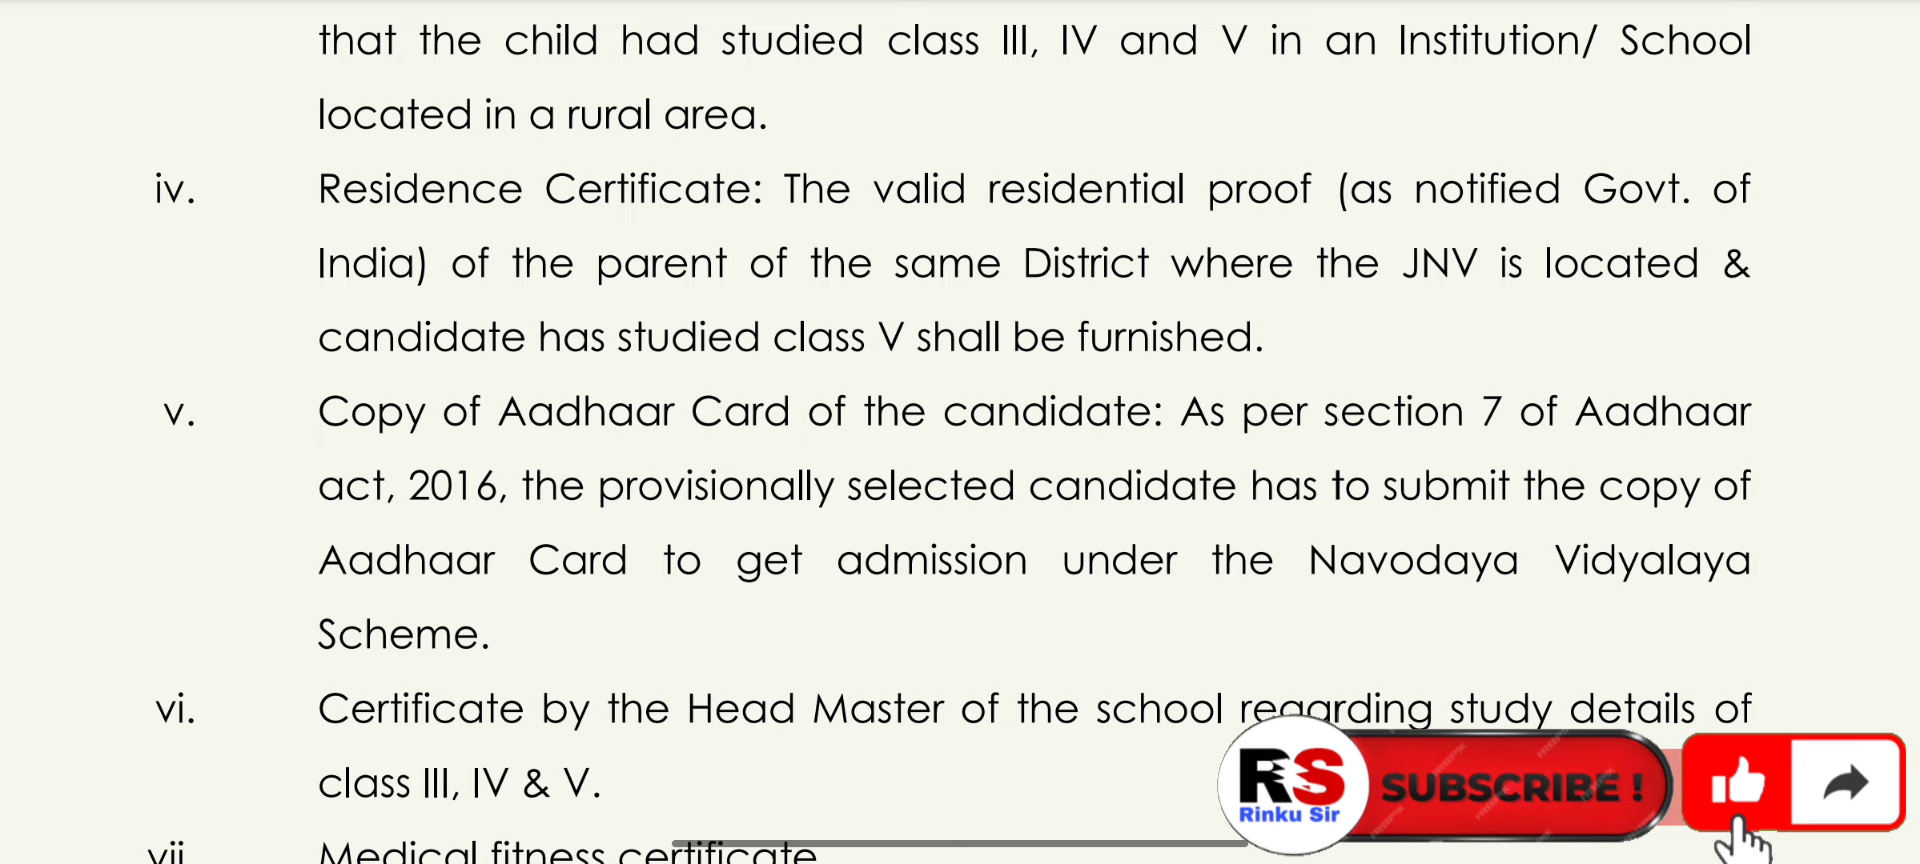 that the child had studied class III, IV and V in an Institution/ School
located in a rural area.
iv. Residence Certificate: The valid residential proof (as notified Govt. of
India) of the parent of the same District where the JNV is located &
candidate has studied class V shall be furnished.
v. Copy of Aadhaar Card of the candidate: As per section 7 of Aadhaar
act, 2016, the provisionally selected candidate has to submit the copy of
Aadhaar Card to get admission under the Navodaya Vidyalaya
Scheme.
vi. Certificate by the Head Master of the school regarding study details of
class III, IV & V.
RS
Rinku Sir
SUBSCRIBE !
vii Medical fitness certificate